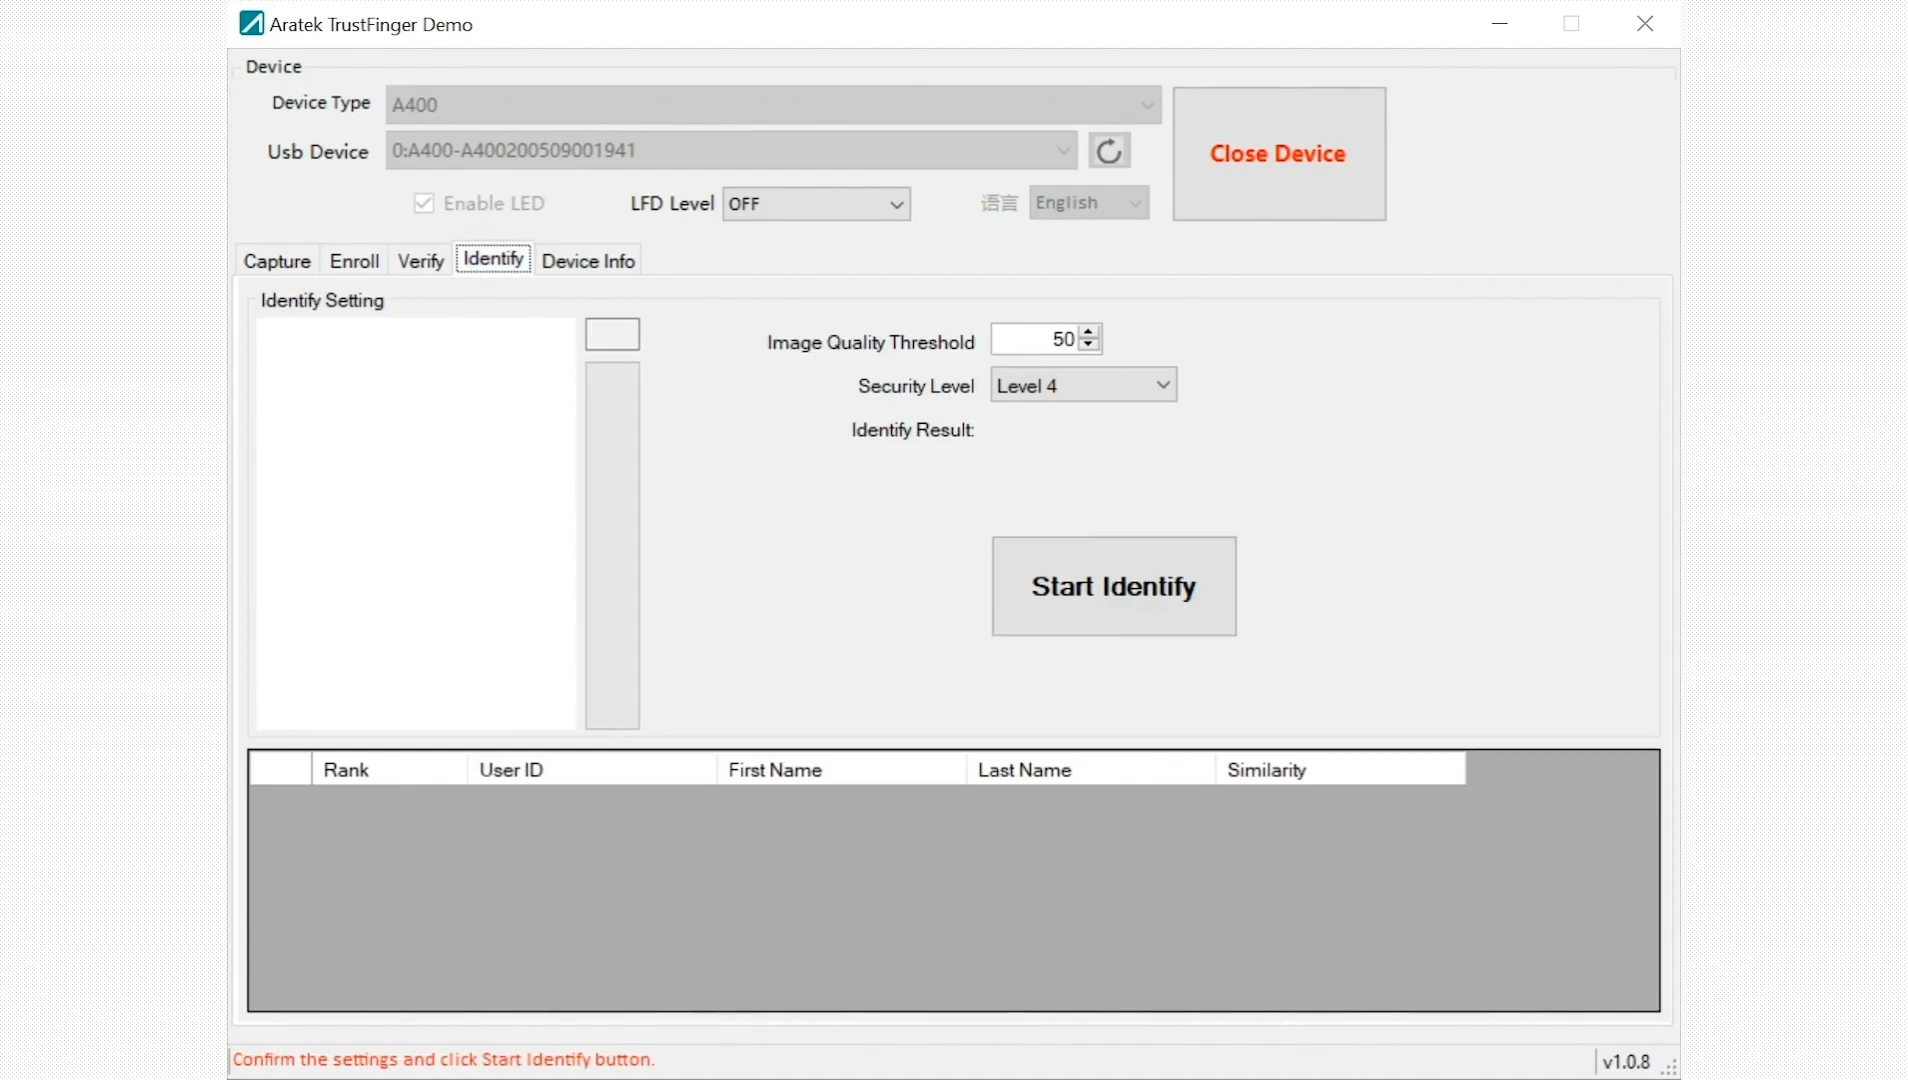 Aratek TrustFinger Demo
Device
Device Type A400
Usb Device 0:A400-A400200509001941
Enable LED LFD Level OFF 语言 English
Close Device
Capture Enroll Verify Identify Device Info
Identify Setting
Image Quality Threshold 50
Security Level Level 4
Identify Result:
Start Identify
Rank User ID First Name Last Name Similarity
Confirm the settings and click Start Identify button.
v1.0.8